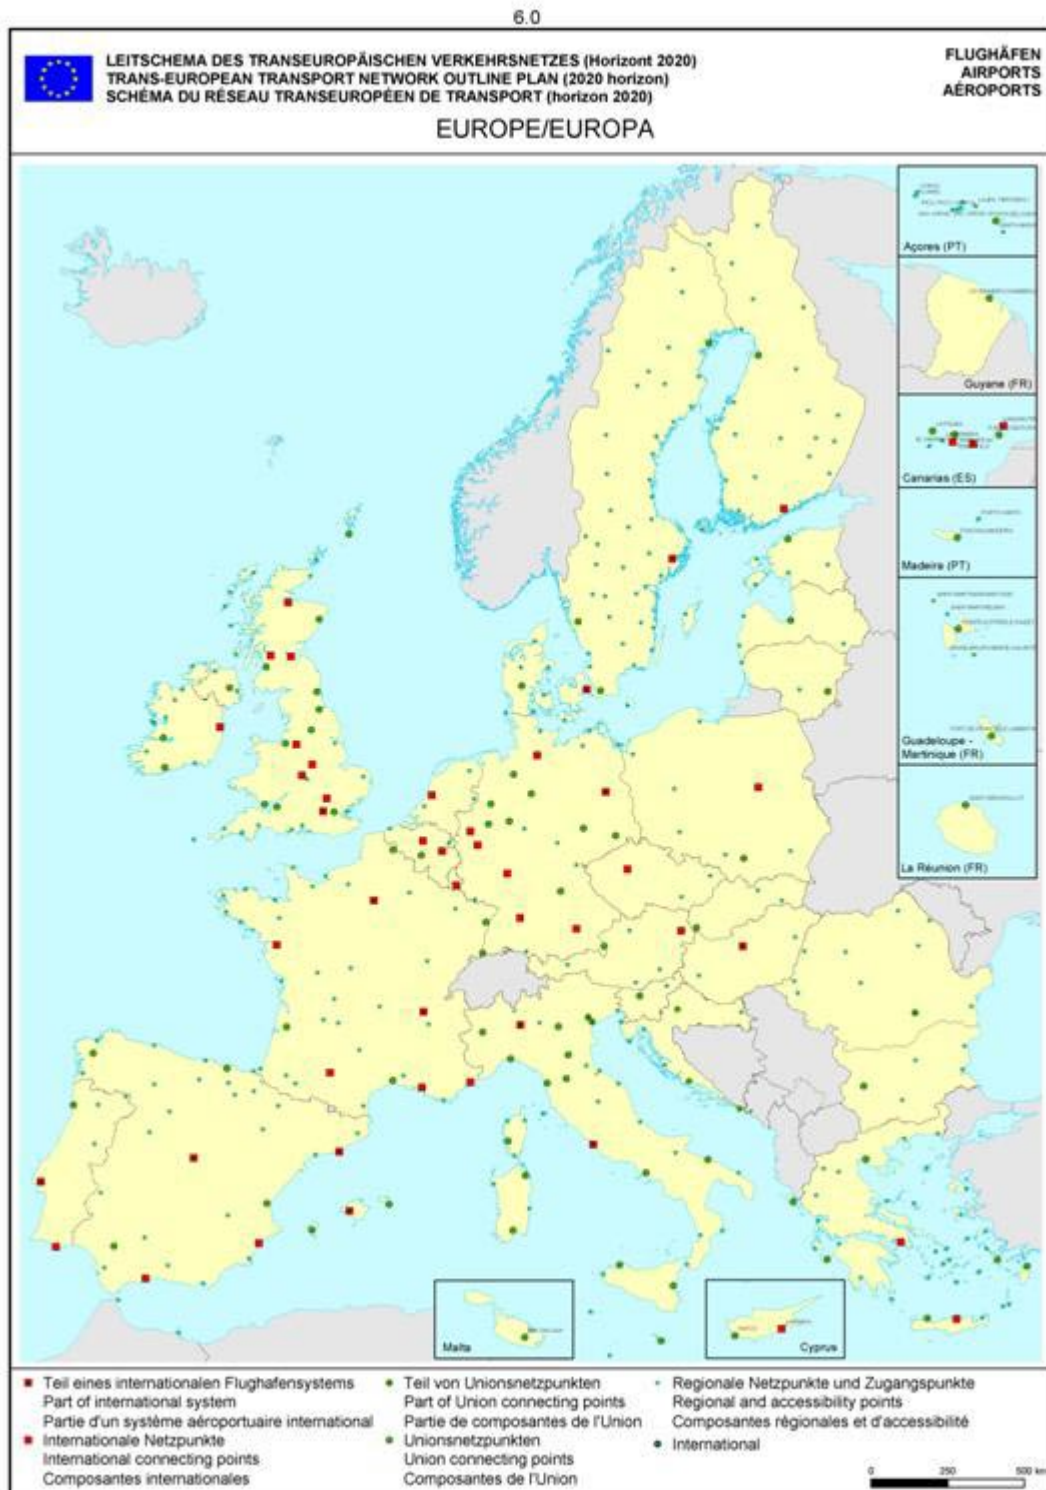 6.0
LEITSCHEMA DES TRANSEUROPÄISCHEN VERKEHRSNETZES (Horizont 2020)
TRANS-EUROPEAN TRANSPORT NETWORK OUTLINE PLAN (2020 horizon)
SCHÉMA DU RÉSEAU TRANSEUROPÉEN DE TRANSPORT (horizon 2020)
FLUGHÄFEN
AIRPORTS
AÉROPORTS
EUROPE/EUROPA
Açores (PT)
Guyane (FR)
Canarias (ES)
Madeira (PT)
Guadeloupe -
Martinique (FR)
La Réunion (FR)
Malta
Cyprus
Teil eines internationalen Flughafensystems
Part of international system
Partie d'un système aéroportuaire international
Internationale Netzpunkte
International connecting points
Composantes internationales
Teil von Unionsnetzpunkten
Part of Union connecting points
Partie de composantes de l'Union
Unionsnetzpunkten
Union connecting points
Composantes de l'Union
Regionale Netzpunkte und Zugangspunkte
Regional and accessibility points
Composantes régionales et d'accessibilité
International
0 250 500 km